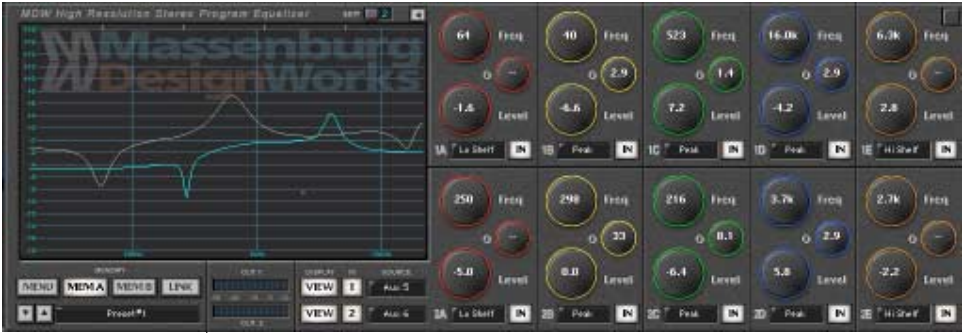 MDW High Resolution Stereo Program Equalizer
2
Massenburg
DesignWorks
64 Freq
Q --
-1.6 Level
1A Lo Shelf IN
40 Freq
Q 2.9
-6.6 Level
1B Peak IN
523 Freq
Q 1.4
7.2 Level
1C Peak IN
16.0k Freq
Q 2.9
-4.2 Level
1D Peak IN
6.3k Freq
Q --
2.8 Level
1E Hi Shelf IN
250 Freq
Q --
-5.0 Level
2A Lo Shelf IN
298 Freq
Q 33
0.0 Level
2B Peak IN
216 Freq
Q 8.1
-6.4 Level
2C Peak IN
3.7k Freq
Q 2.9
5.8 Level
2D Peak IN
2.7k Freq
Q --
-2.2 Level
2E Hi Shelf IN
DISPLAY IN SOURCE
MENU MEM A MEM B LINK
VIEW 1 Aux 5
Preset#1
VIEW 2 Aux 6